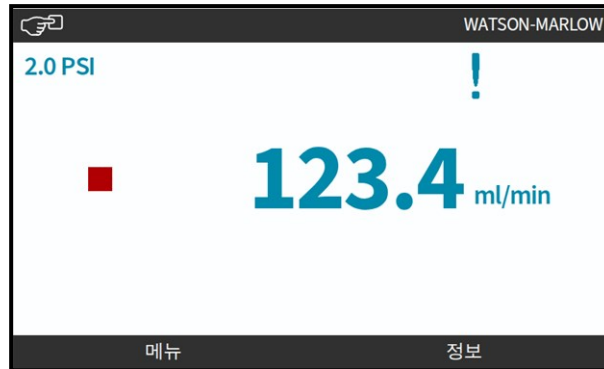 WATSON-MARLOW
2.0 PSI
!
123.4 ml/min
메뉴 정보